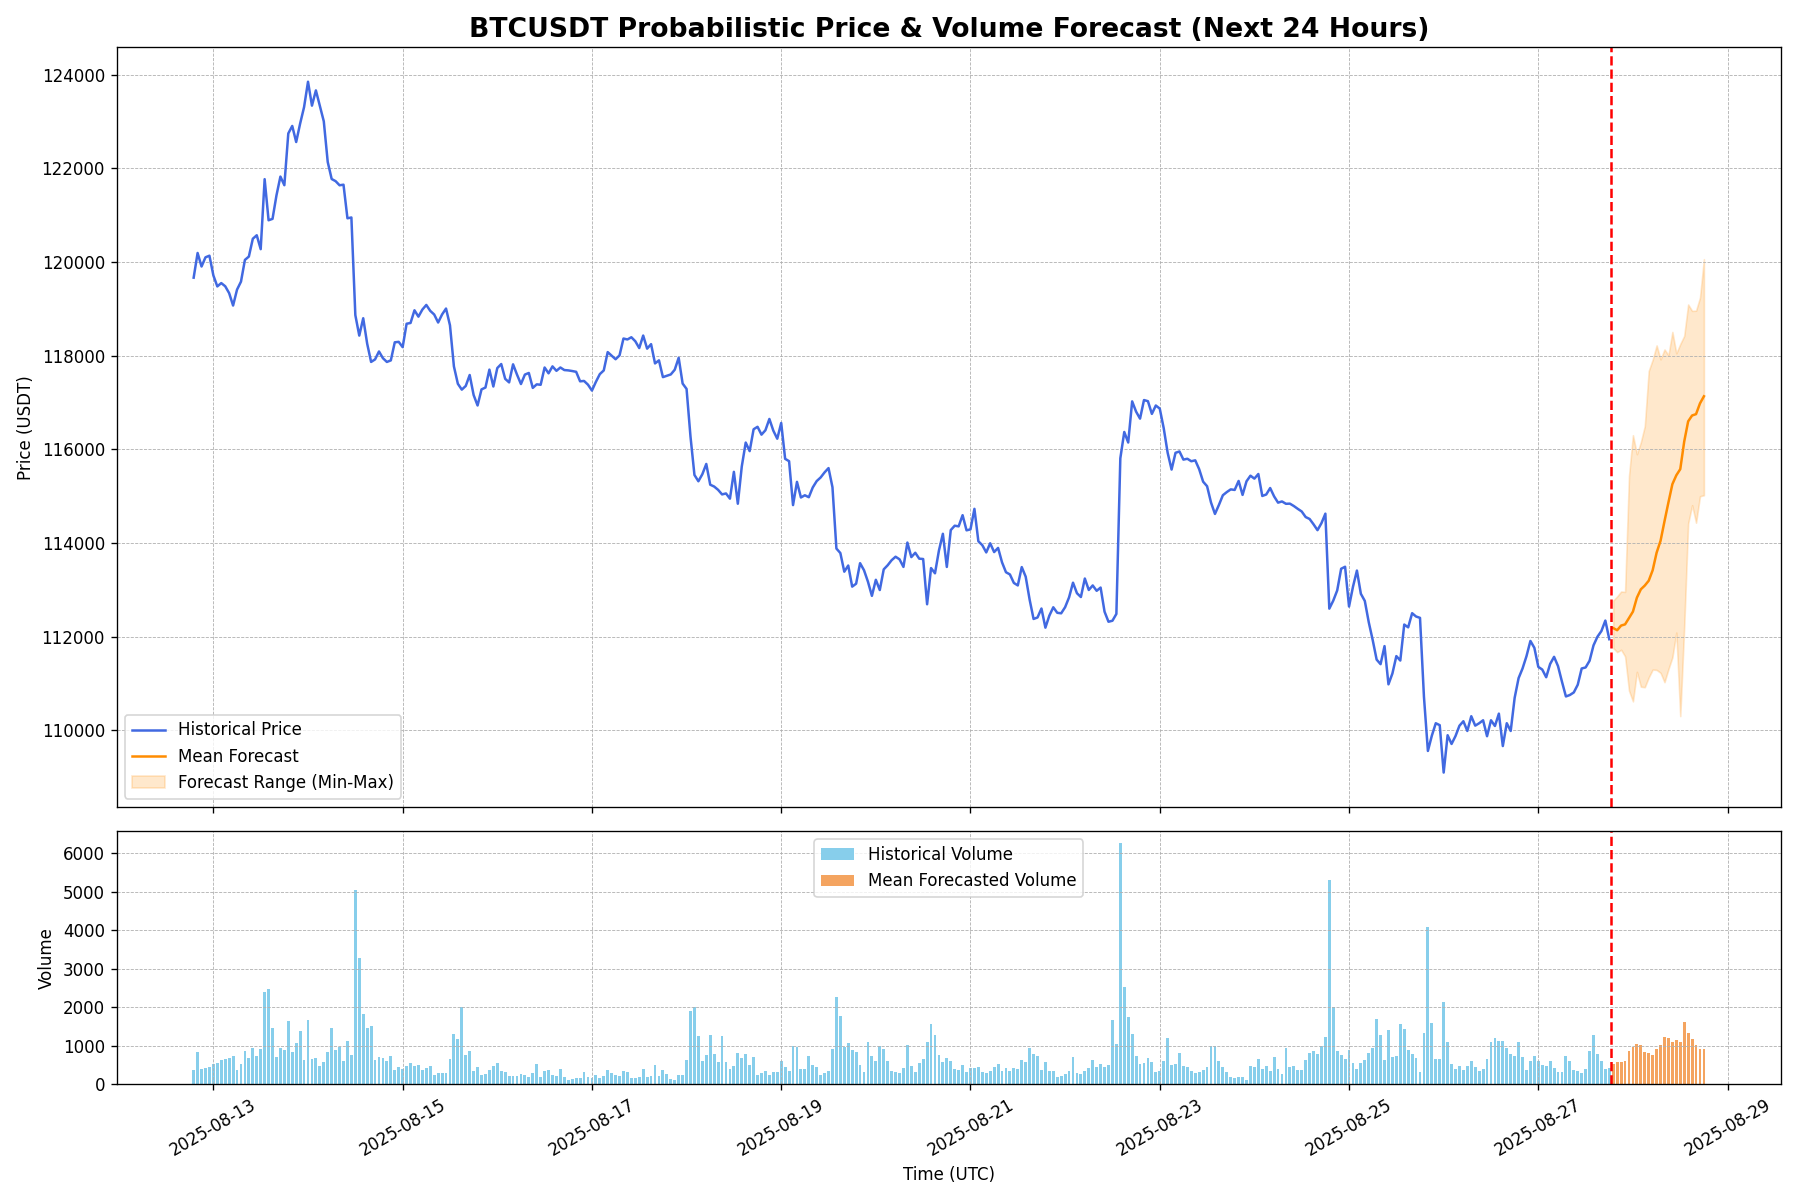 BTCUSDT Probabilistic Price & Volume Forecast (Next 24 Hours)
124000
122000
120000
118000
116000
114000
112000
110000
Price (USDT)
Historical Price
Mean Forecast
Forecast Range (Min-Max)
6000
5000
4000
3000
2000
1000
0
Volume
Historical Volume
Mean Forecasted Volume
2025-08-13
2025-08-15
2025-08-17
2025-08-19
2025-08-21
2025-08-23
2025-08-25
2025-08-27
2025-08-29
Time (UTC)